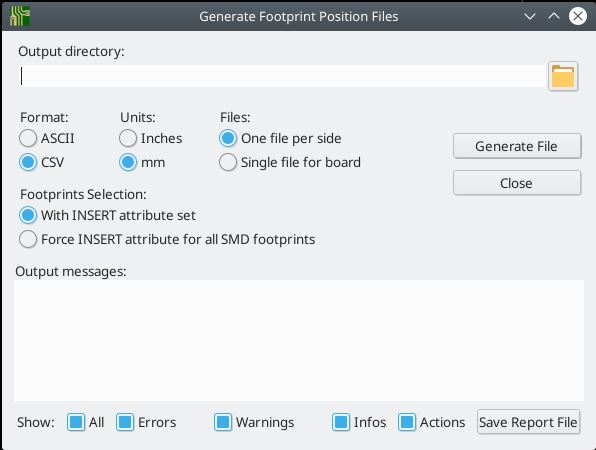 Generate Footprint Position Files
Output directory:
Format: Units: Files:
ASCII Inches One file per side
CSV mm Single file for board
Generate File
Close
Footprints Selection:
With INSERT attribute set
Force INSERT attribute for all SMD footprints
Output messages:
Show: All Errors Warnings Infos Actions Save Report File